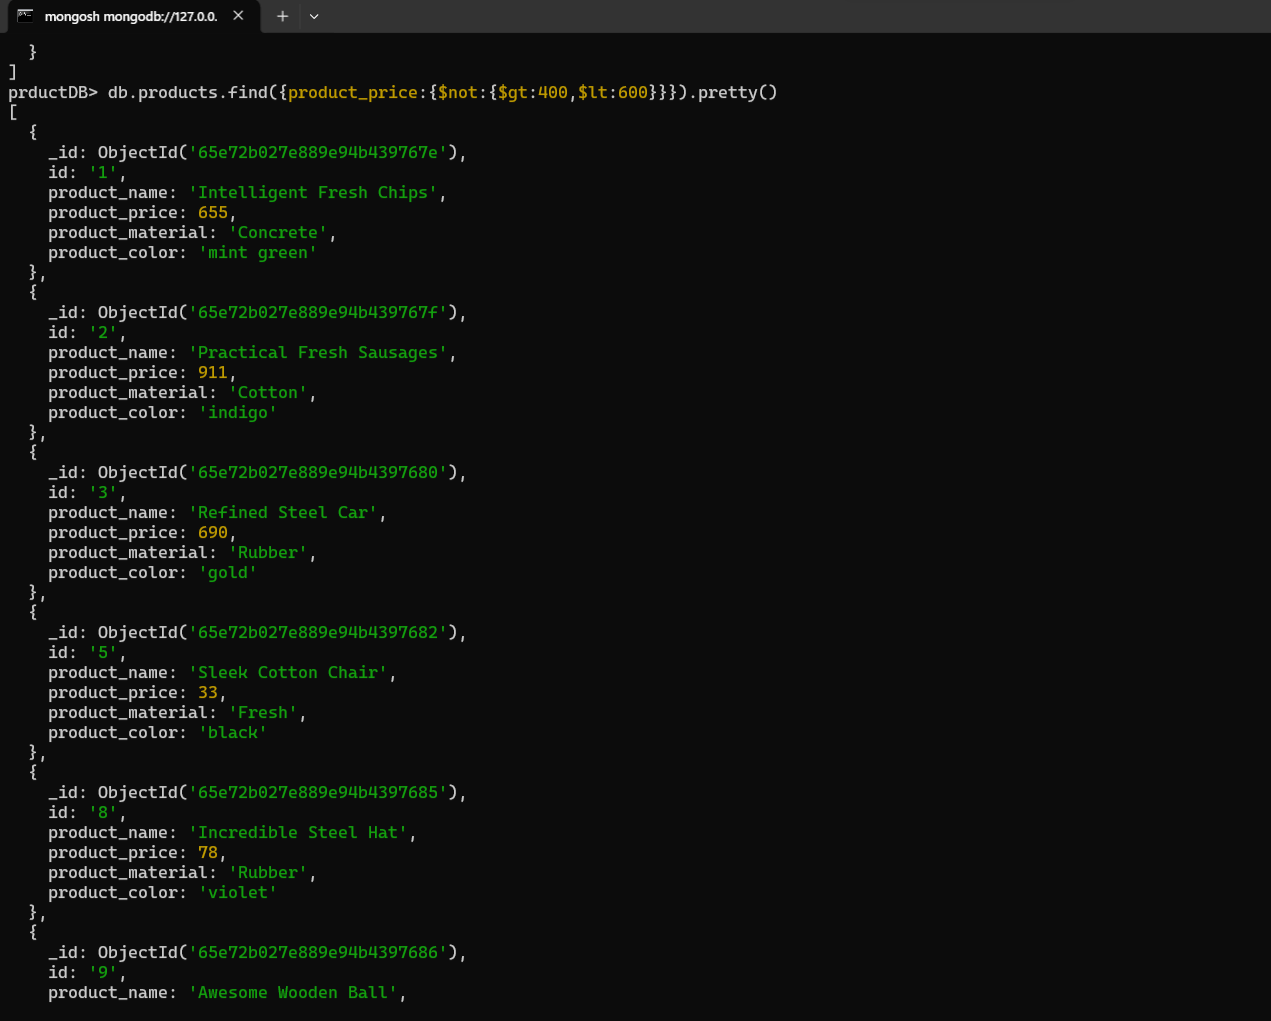 mongosh mongodb://127.0.0.
}
]
prductDB> db.products.find({product_price:{$not:{$gt:400,$lt:600}}}).pretty()
[
  {
    _id: ObjectId('65e72b027e889e94b439767e'),
    id: '1',
    product_name: 'Intelligent Fresh Chips',
    product_price: 655,
    product_material: 'Concrete',
    product_color: 'mint green'
  },
  {
    _id: ObjectId('65e72b027e889e94b439767f'),
    id: '2',
    product_name: 'Practical Fresh Sausages',
    product_price: 911,
    product_material: 'Cotton',
    product_color: 'indigo'
  },
  {
    _id: ObjectId('65e72b027e889e94b4397680'),
    id: '3',
    product_name: 'Refined Steel Car',
    product_price: 690,
    product_material: 'Rubber',
    product_color: 'gold'
  },
  {
    _id: ObjectId('65e72b027e889e94b4397682'),
    id: '5',
    product_name: 'Sleek Cotton Chair',
    product_price: 33,
    product_material: 'Fresh',
    product_color: 'black'
  },
  {
    _id: ObjectId('65e72b027e889e94b4397685'),
    id: '8',
    product_name: 'Incredible Steel Hat',
    product_price: 78,
    product_material: 'Rubber',
    product_color: 'violet'
  },
  {
    _id: ObjectId('65e72b027e889e94b4397686'),
    id: '9',
    product_name: 'Awesome Wooden Ball',